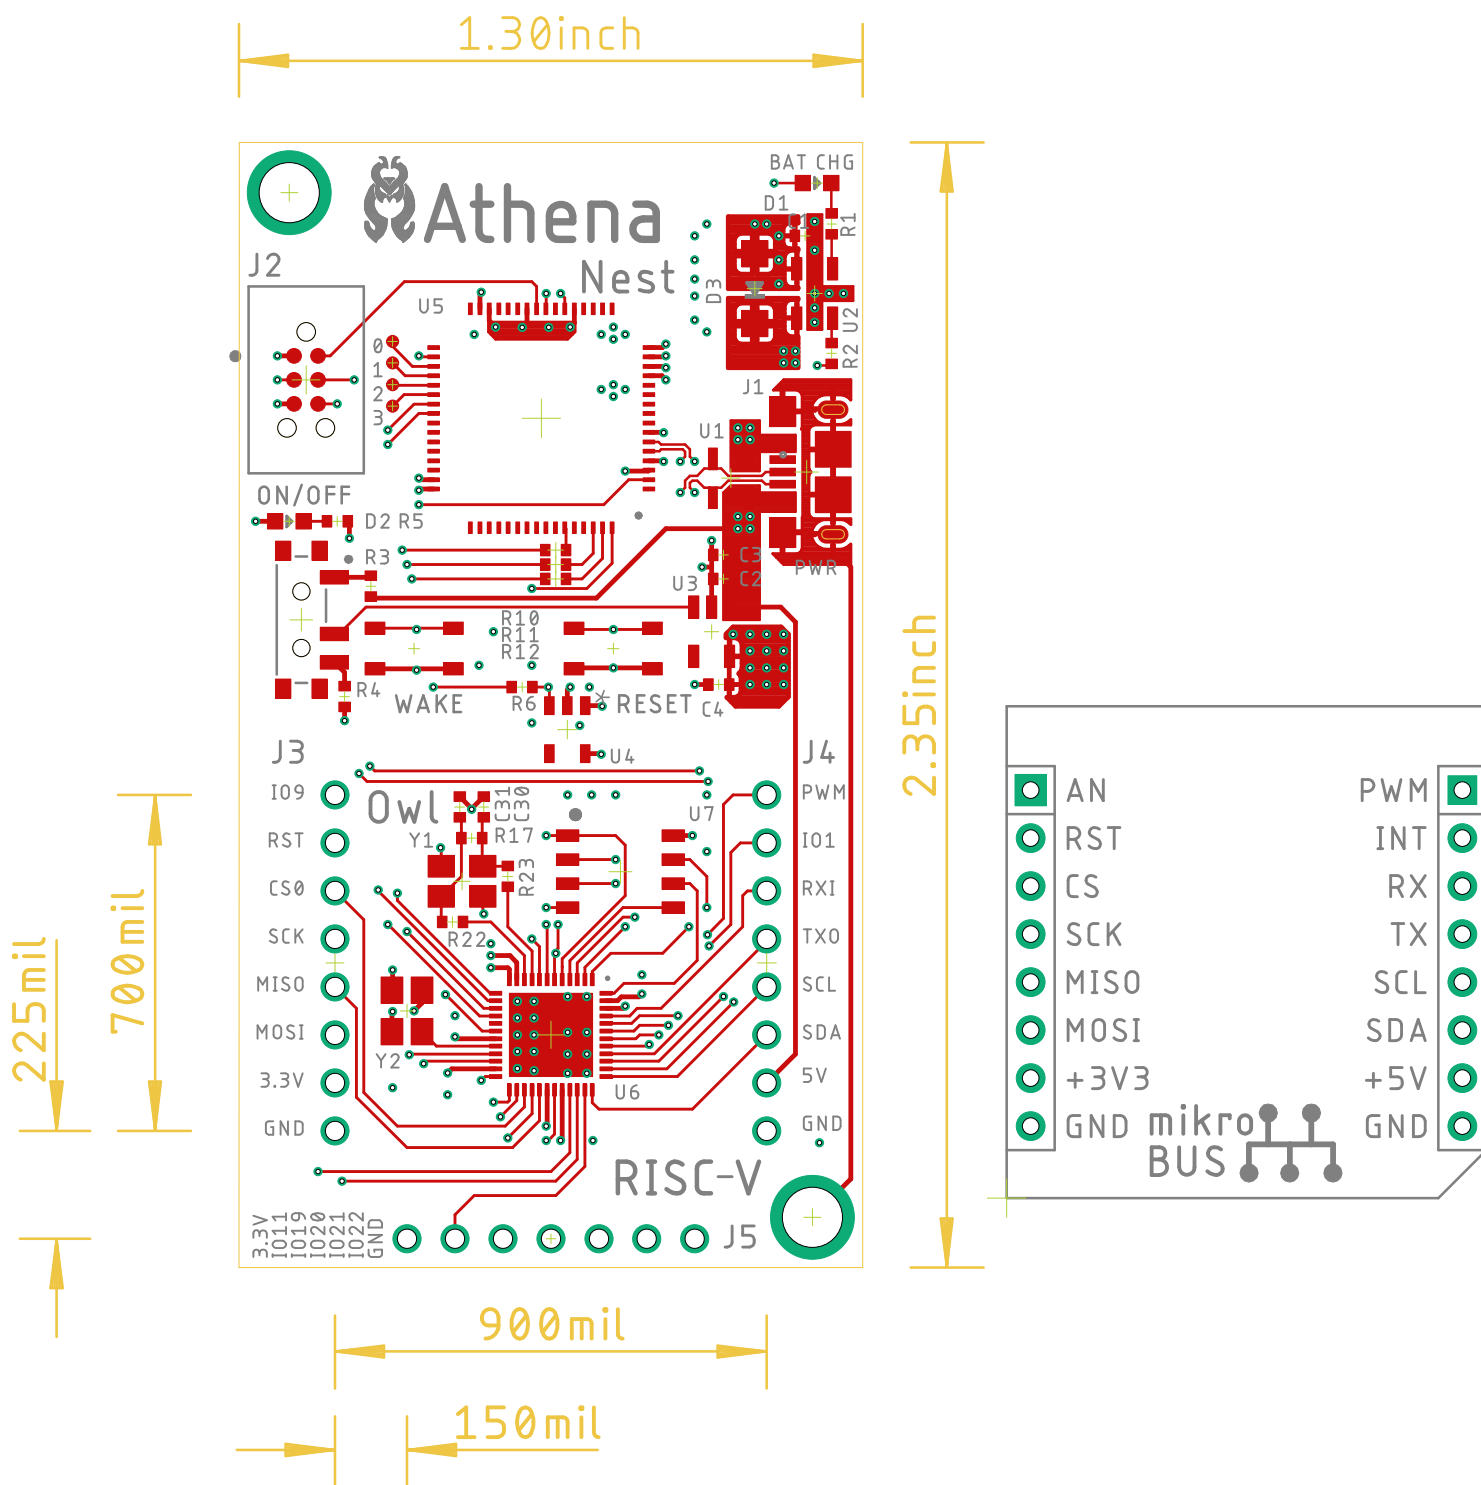 1.30inch
BAT CHG
D1
C1
R1
Athena
Nest
J2
U5
D3
U2
R2
0
1
2
3
J1
U1
ON/OFF
D2 R5
R3
C3
C2
PWR
U3
R10
R11
R12
R4
WAKE
R6
RESET
C4
U4
J3
J4
2.35inch
IO9
RST
CS0
SCK
MISO
MOSI
3.3V
GND
Owl
C31
C30
Y1
R17
R23
R22
U7
Y2
U6
PWM
IO1
RXI
TXO
SCL
SDA
5V
GND
RISC-V
J5
3.3V
IO11
IO19
IO20
IO21
IO22
GND
225mil
700mil
900mil
150mil
AN PWM
RST INT
CS RX
SCK TX
MISO SCL
MOSI SDA
+3V3 +5V
GND GND
mikro
BUS